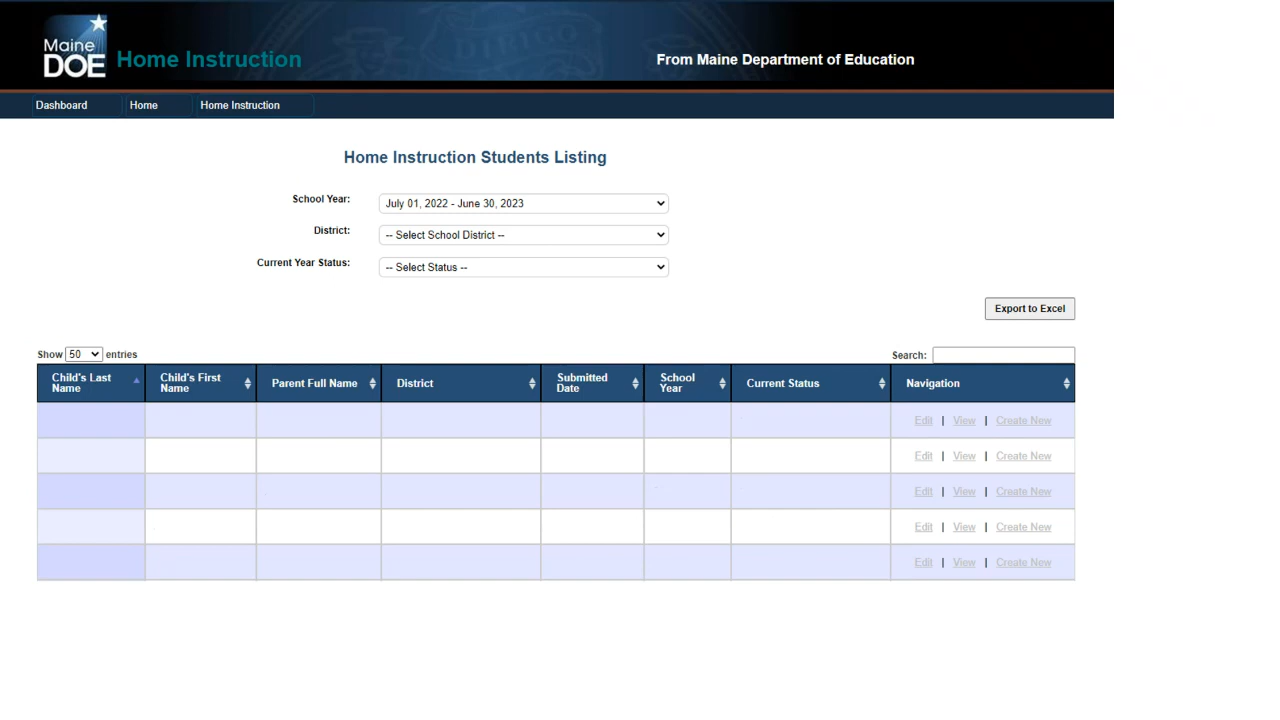 Maine
DOE
Home Instruction
From Maine Department of Education
Dashboard Home Home Instruction
Home Instruction Students Listing
School Year: July 01, 2022 - June 30, 2023
District: -- Select School District --
Current Year Status: -- Select Status --
Export to Excel
Show 50 entries Search:
Child's Last Name Child's First Name Parent Full Name District Submitted Date School Year Current Status Navigation
Edit | View | Create New
Edit | View | Create New
Edit | View | Create New
Edit | View | Create New
Edit | View | Create New